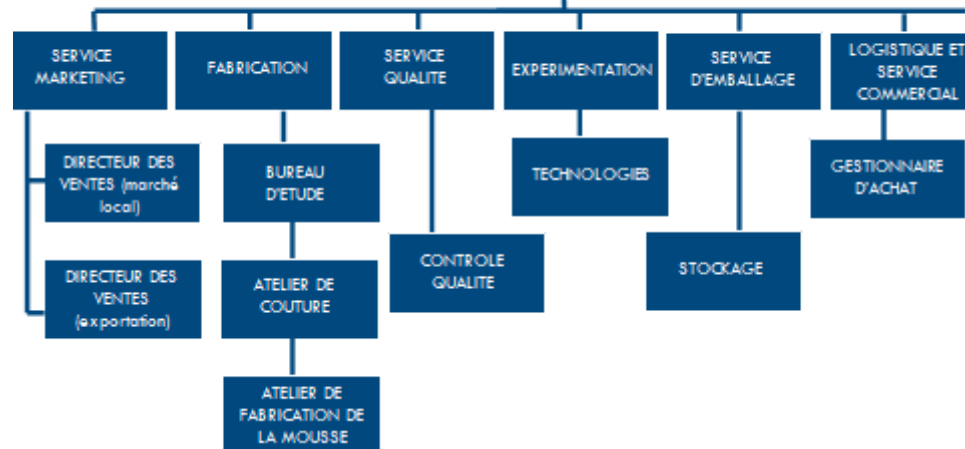 SERVICE
MARKETING
FABRICATION
SERVICE
QUALITE
EXPERIMENTATION
SERVICE
D'EMBALLAGE
LOGISTIQUE ET
SERVICE
COMMERCIAL
DIRECTEUR DES
VENTES (marché
local)
BUREAU
D'ETUDE
TECHNOLOGIES
GESTIONNAIRE
D'ACHAT
DIRECTEUR DES
VENTES
(exportation)
ATELIER DE
COUTURE
CONTROLE
QUALITE
STOCKAGE
ATELIER DE
FABRICATION DE
LA MOUSSE